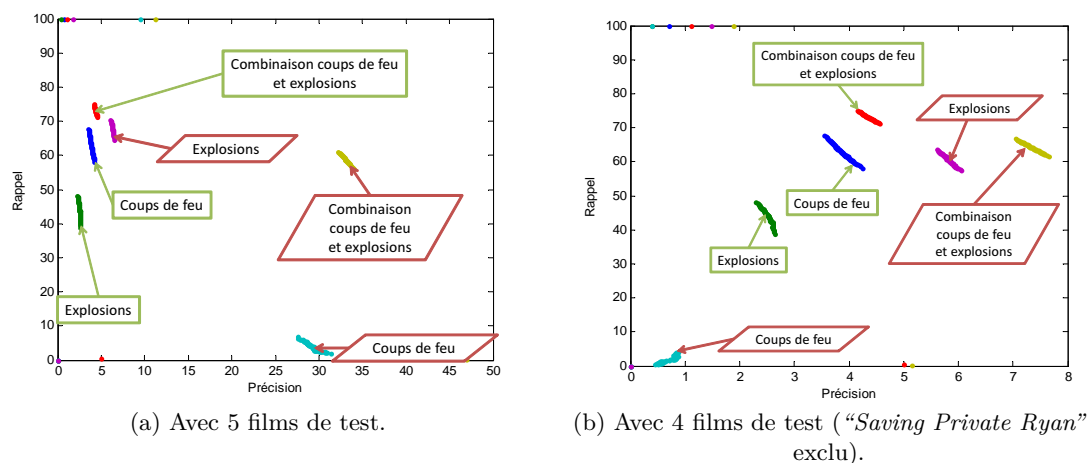 100
90
80
70
60
50
40
30
20
10
0
Rappel
Combinaison coups de feu
et explosions
Explosions
Coups de feu
Combinaison
coups de feu
et explosions
Explosions
Coups de feu
0 5 10 15 20 25 30 35 40 45 50
Précision
(a) Avec 5 films de test.
100
90
80
70
60
50
40
30
20
10
0
Rappel
Combinaison coups de feu
et explosions
Explosions
Coups de feu
Combinaison
coups de feu
et explosions
Explosions
Coups de feu
0 1 2 3 4 5 6 7 8
Précision
(b) Avec 4 films de test (“Saving Private Ryan”
exclu).